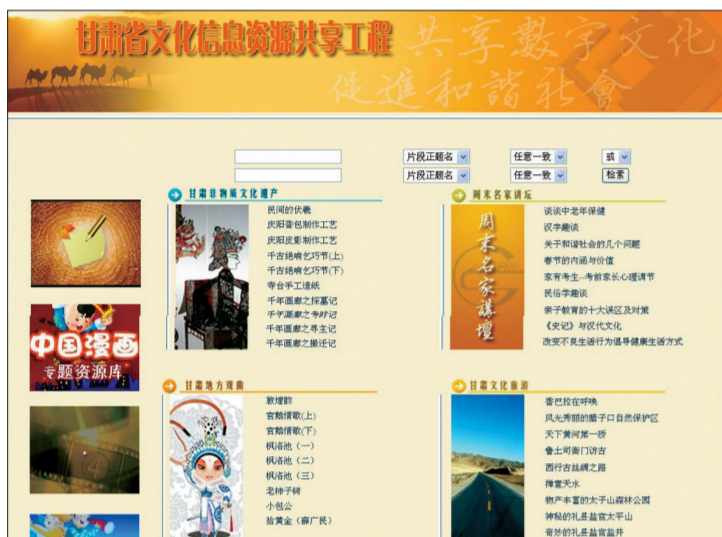 甘肃省文化信息资源共享工程
共享數字文化
促進和諧社會
片段正题名
任意一致
或
片段正题名
任意一致
检索
甘肃非物质文化遗产
民间的伏羲
庆阳香包制作工艺
庆阳皮影制作工艺
千古绝响乞巧节(上)
千古绝响乞巧节(下)
寺台手工造纸
千年画廊之探墓记
千年画廊之考时记
千年画廊之寻主记
千年画廊之搬迁记
周末名家讲坛
周末名家講壇
谈谈中老年保健
汉字趣谈
关于和谐社会的几个问题
春节的内涵与价值
家有考生--考前家长心理调节
民俗学趣谈
亲子教育的十大误区及对策
《史记》与汉代文化
改变不良生活行为倡导健康生活方式
中国漫画
专题资源库
4
甘肃地方戏曲
敦煌韵
官鹅情歌(上)
官鹅情歌(下)
枫洛池（一）
枫洛池（二）
枫洛池（三）
老柿子树
小包公
拾黄金（薛广民）
甘肃文化旅游
香巴拉在呼唤
风光秀丽的腊子口自然保护区
天下黄河第一桥
鲁土司衙门访古
西行古丝绸之路
禅意天水
物产丰富的太子山森林公园
神秘的礼县盐官太平山
奇妙的礼县盐官盐井